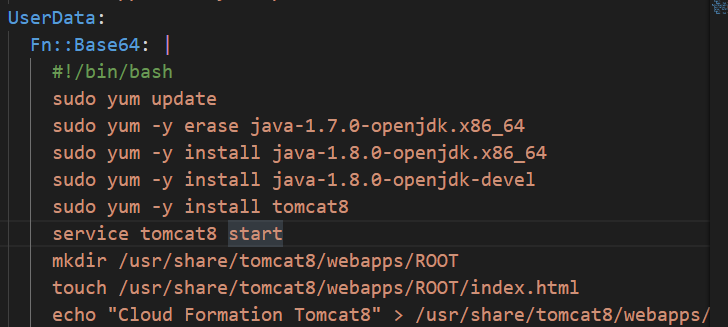 UserData:
Fn::Base64: |
#!/bin/bash
sudo yum update
sudo yum -y erase java-1.7.0-openjdk.x86_64
sudo yum -y install java-1.8.0-openjdk.x86_64
sudo yum -y install java-1.8.0-openjdk-devel
sudo yum -y install tomcat8
service tomcat8 start
mkdir /usr/share/tomcat8/webapps/ROOT
touch /usr/share/tomcat8/webapps/ROOT/index.html
echo "Cloud Formation Tomcat8" > /usr/share/tomcat8/webapps/